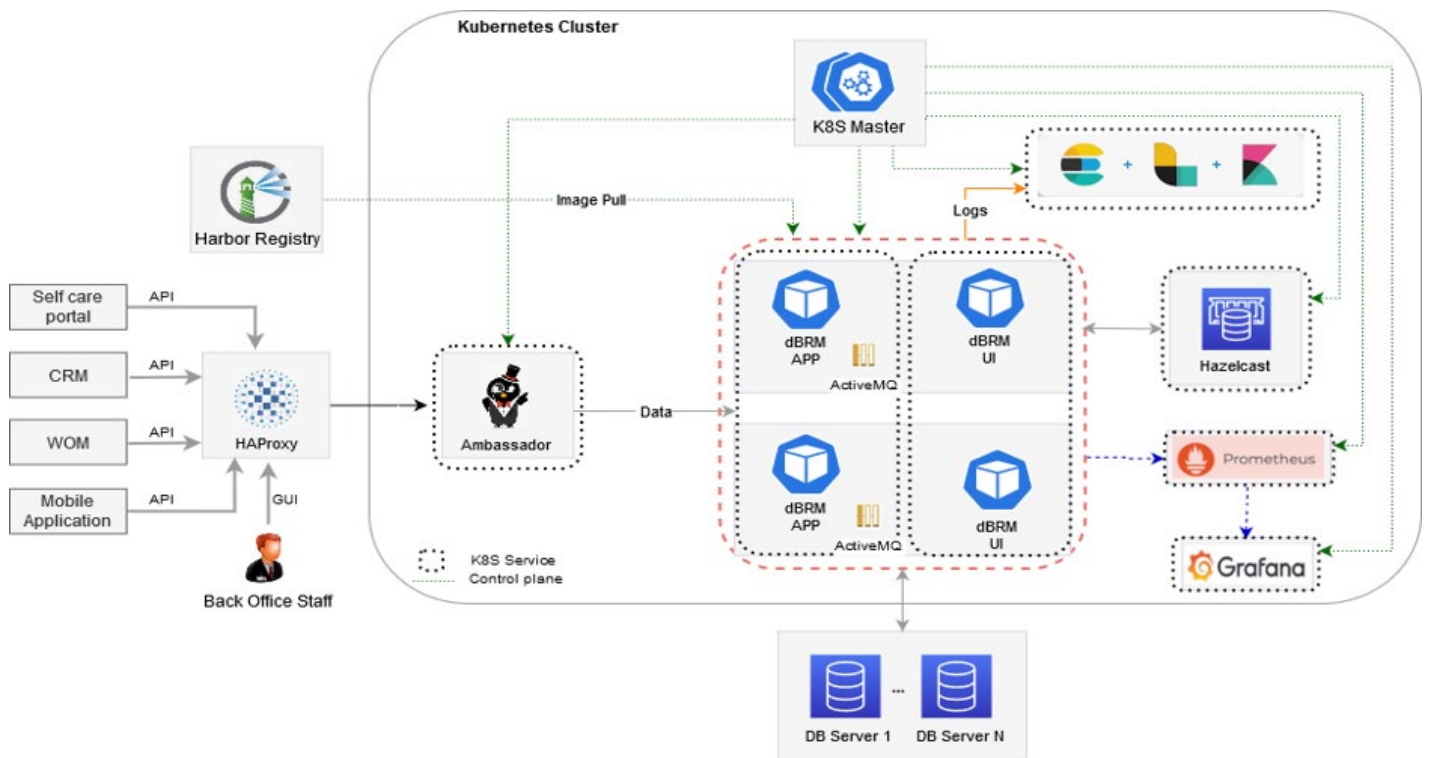 Kubernetes Cluster
K8S Master
+
+
Harbor Registry
Image Pull
Logs
Self care
portal
API
CRM
API
WOM
API
Mobile
Application
API
HAProxy
GUI
Back Office Staff
Ambassador
Data
dBRM
APP
ActiveMQ
dBRM
UI
dBRM
APP
ActiveMQ
dBRM
UI
Hazelcast
Prometheus
Grafana
K8S Service
Control plane
...
DB Server 1
DB Server N